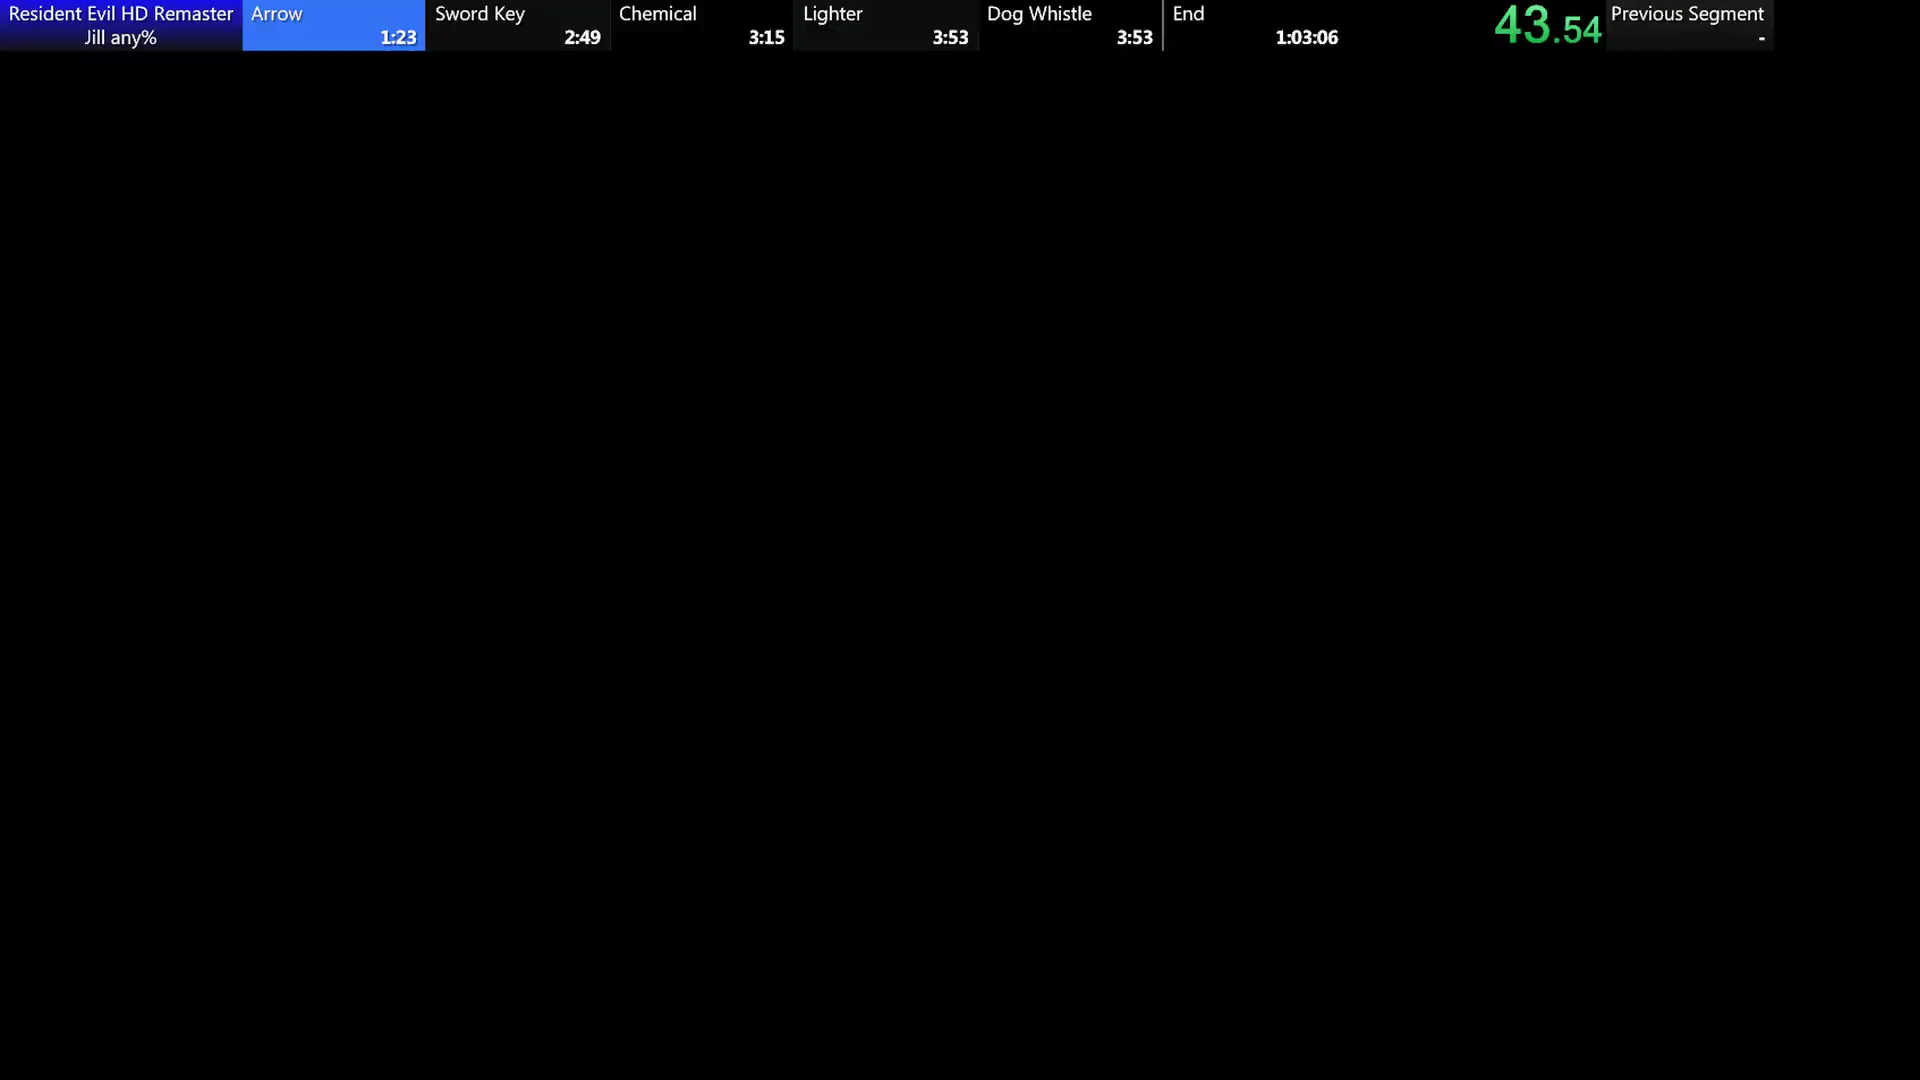 Resident Evil HD Remaster
Jill any%
Arrow
1:23
Sword Key
2:49
Chemical
3:15
Lighter
3:53
Dog Whistle
3:53
End
1:03:06
43.54
Previous Segment
-